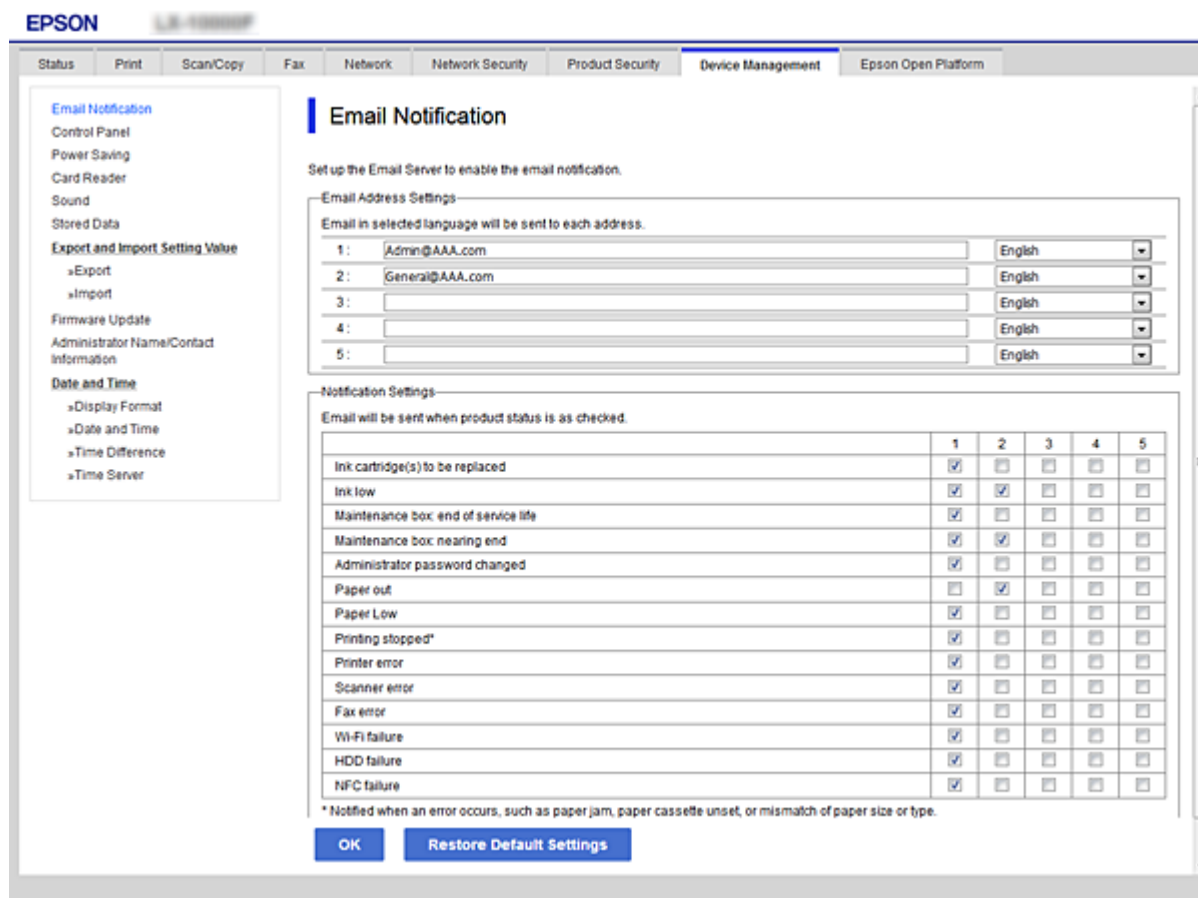 EPSON
Status Print Scan/Copy Fax Network Network Security Product Security Device Management Epson Open Platform
Email Notification
Control Panel
Power Saving
Card Reader
Sound
Stored Data
Export and Import Setting Value
»Export
»Import
Firmware Update
Administrator Name/Contact
Information
Date and Time
»Display Format
»Date and Time
»Time Difference
»Time Server
Email Notification
Set up the Email Server to enable the email notification.
Email Address Settings
Email in selected language will be sent to each address.
1: Admin@AAA.com English
2: General@AAA.com English
3: English
4: English
5: English
Notification Settings
Email will be sent when product status is as checked.
1 2 3 4 5
Ink cartridge(s) to be replaced
Ink low
Maintenance box: end of service life
Maintenance box: nearing end
Administrator password changed
Paper out
Paper Low
Printing stopped*
Printer error
Scanner error
Fax error
Wi-Fi failure
HDD failure
NFC failure
* Notified when an error occurs, such as paper jam, paper cassette unset, or mismatch of paper size or type.
OK Restore Default Settings